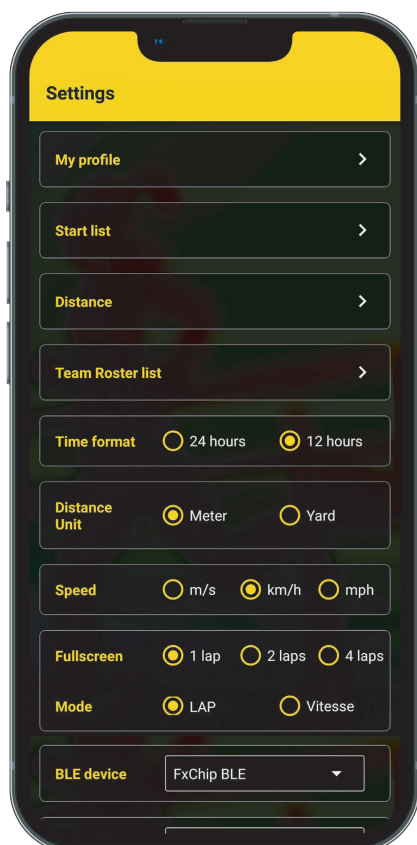 Settings
My profile
Start list
Distance
Team Roster list
Time format 24 hours 12 hours
Distance
Unit
Meter Yard
Speed m/s km/h mph
Fullscreen 1 lap 2 laps 4 laps
Mode LAP Vitesse
BLE device FxChip BLE